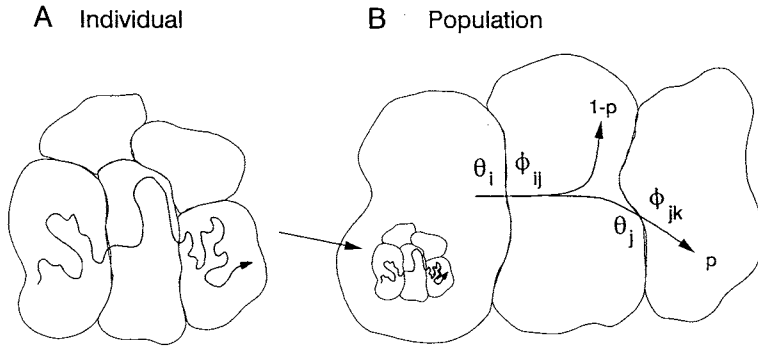 A Individual
B Population
1-p
θi ϕij
ϕjk
θj
p